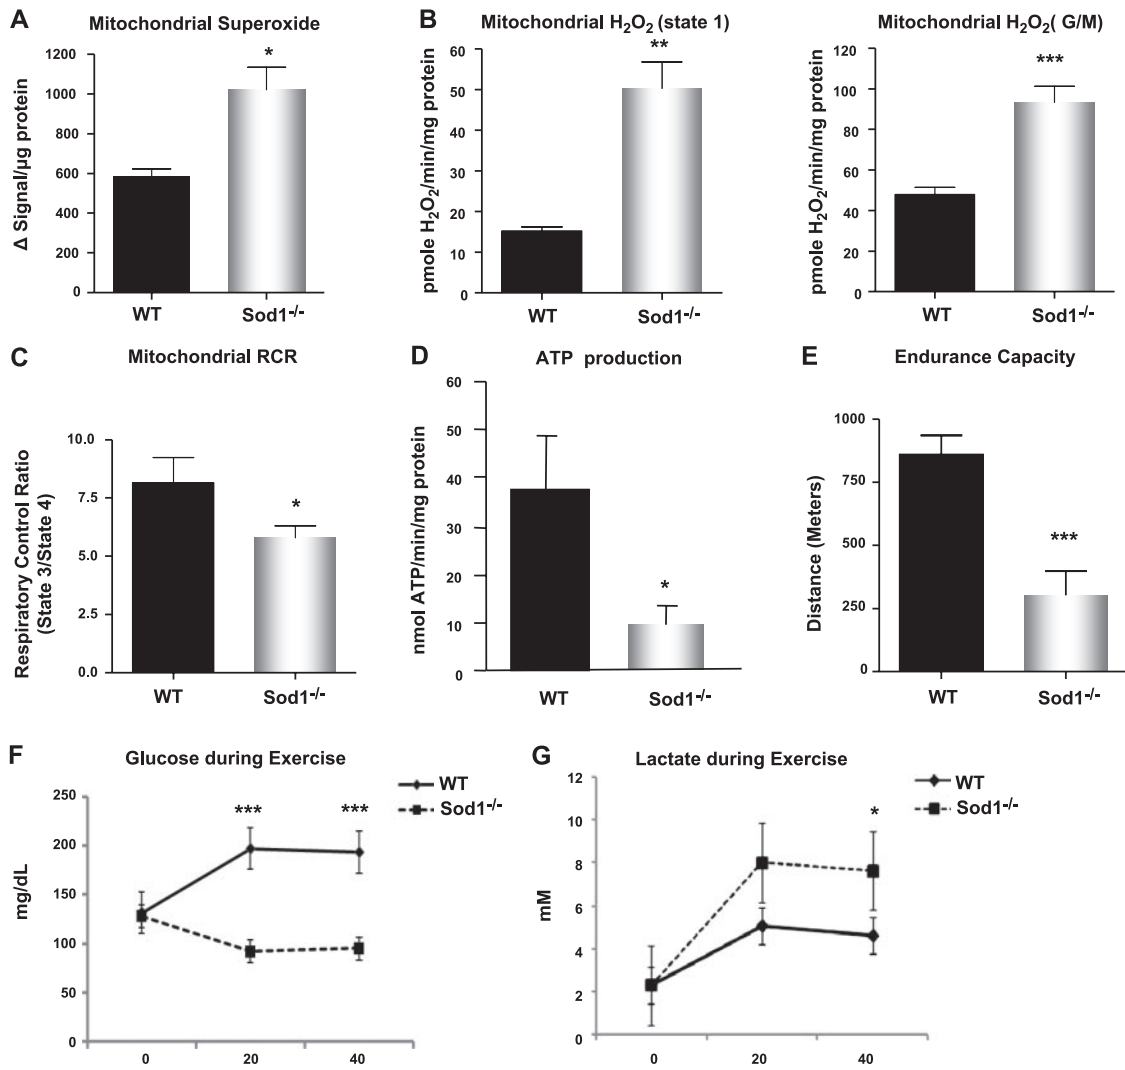 A
Mitochondrial Superoxide
Δ Signal/µg protein
1200
1000
800
600
400
200
0
*
WT
Sod1-/-
B
Mitochondrial H2O2 (state 1)
pmole H2O2/min/mg protein
60
50
40
30
20
10
0
**
WT
Sod1-/-
Mitochondrial H2O2( G/M)
pmole H2O2/min/mg protein
120
100
80
60
40
20
0
***
WT
Sod1-/-
C
Mitochondrial RCR
Respiratory Control Ratio
(State 3/State 4)
10.0
7.5
5.0
2.5
0.0
*
WT
Sod1-/-
D
ATP production
nmol ATP/min/mg protein
60
50
40
30
20
10
0
*
WT
Sod1-/-
E
Endurance Capacity
Distance (Meters)
1000
750
500
250
0
***
WT
Sod1-/-
F
Glucose during Exercise
mg/dL
250
200
150
100
50
0
***
***
WT
Sod1-/-
0
20
40
G
Lactate during Exercise
mM
12
10
8
6
4
2
0
*
WT
Sod1-/-
0
20
40